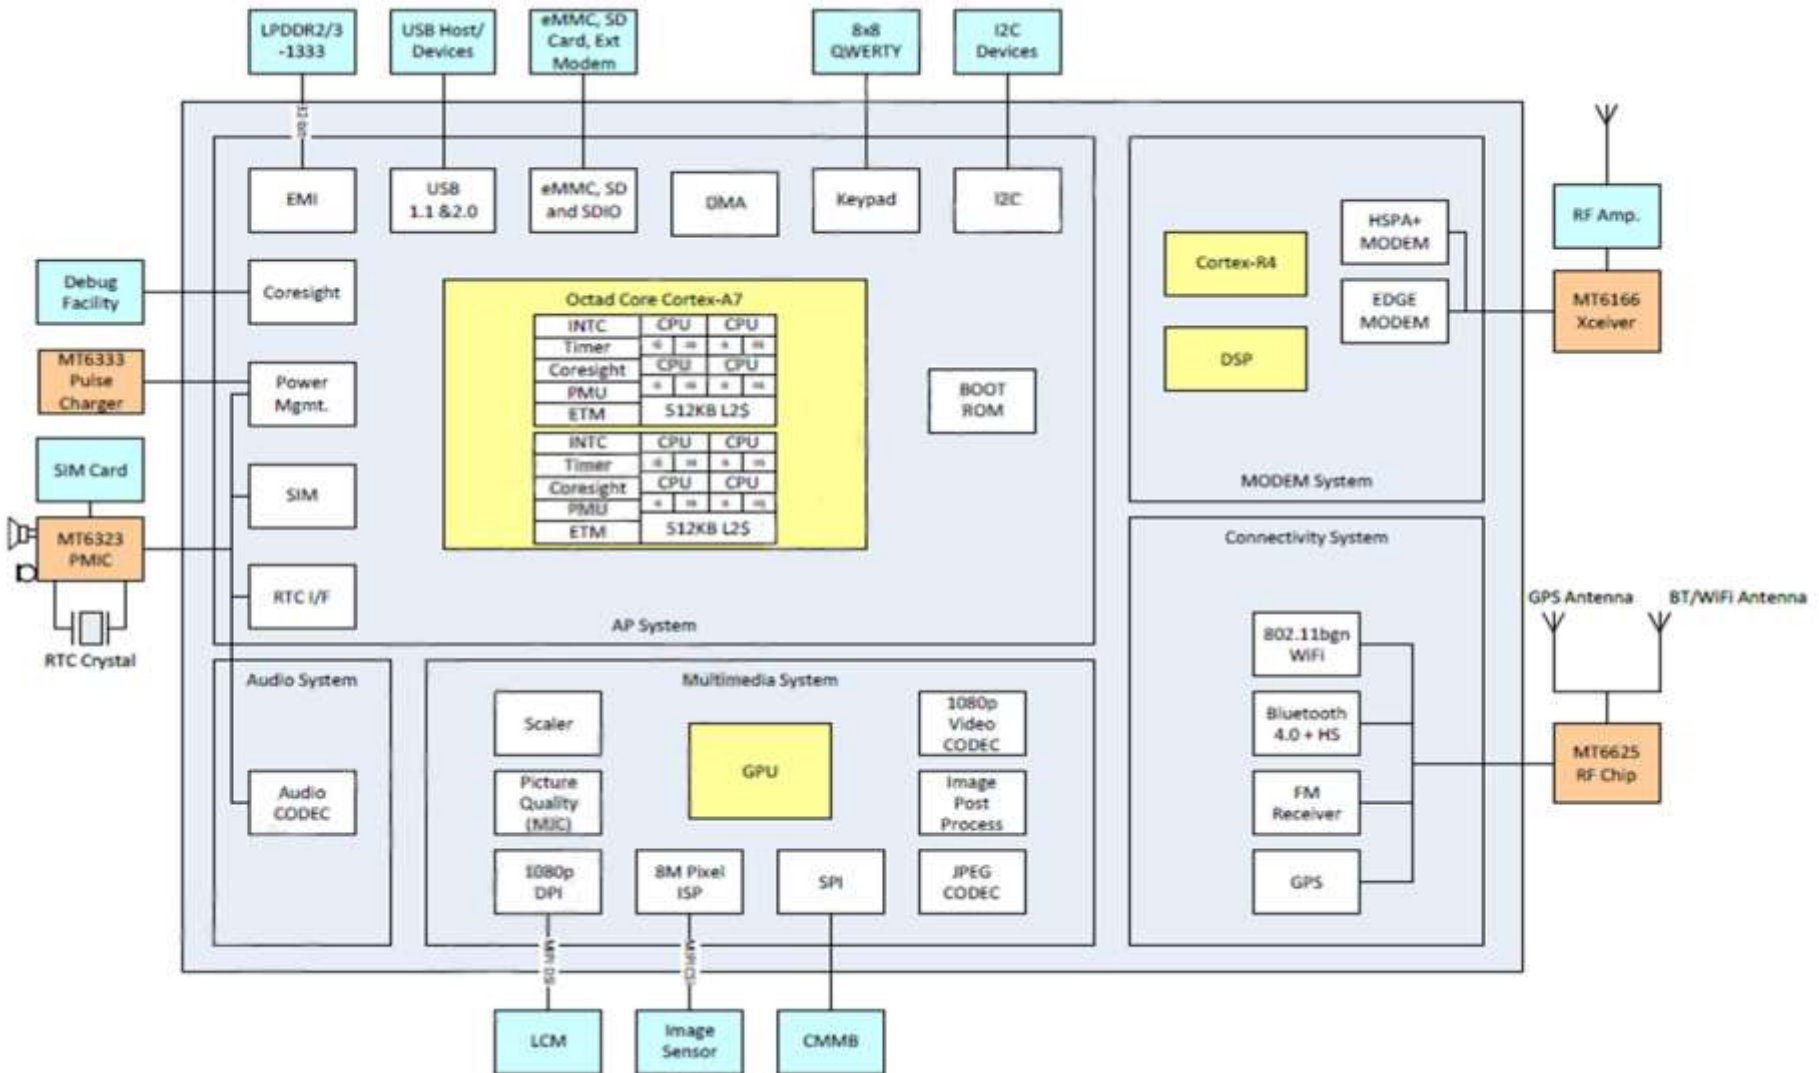 LPDDR2/3
-1333
USB Host/
Devices
eMMC, SD
Card, Ext
Modem
8x8
QWERTY
I2C
Devices
32 bit
EMI
USB
1.1 &2.0
eMMC, SD
and SDIO
DMA
Keypad
I2C
Debug
Facility
Coresight
MT6333
Pulse
Charger
Power
Mgmt.
SIM Card
SIM
MT6323
PMIC
RTC I/F
RTC Crystal
Octad Core Cortex-A7
INTC
CPU
CPU
Timer
Coresight
CPU
CPU
PMU
ETM
512KB L2$
INTC
CPU
CPU
Timer
Coresight
CPU
CPU
PMU
ETM
512KB L2$
BOOT
ROM
AP System
Cortex-R4
DSP
HSPA+
MODEM
EDGE
MODEM
MODEM System
RF Amp.
MT6166
Xceiver
Audio System
Audio
CODEC
Multimedia System
Scaler
Picture
Quality
(MJC)
1080p
DPI
GPU
8M Pixel
ISP
SPI
1080p
Video
CODEC
Image
Post
Process
JPEG
CODEC
MIPI DSI
MIPI CSI
LCM
Image
Sensor
CMMB
Connectivity System
802.11bgn
WiFi
Bluetooth
4.0 + HS
FM
Receiver
GPS
GPS Antenna
BT/WiFi Antenna
MT6625
RF Chip